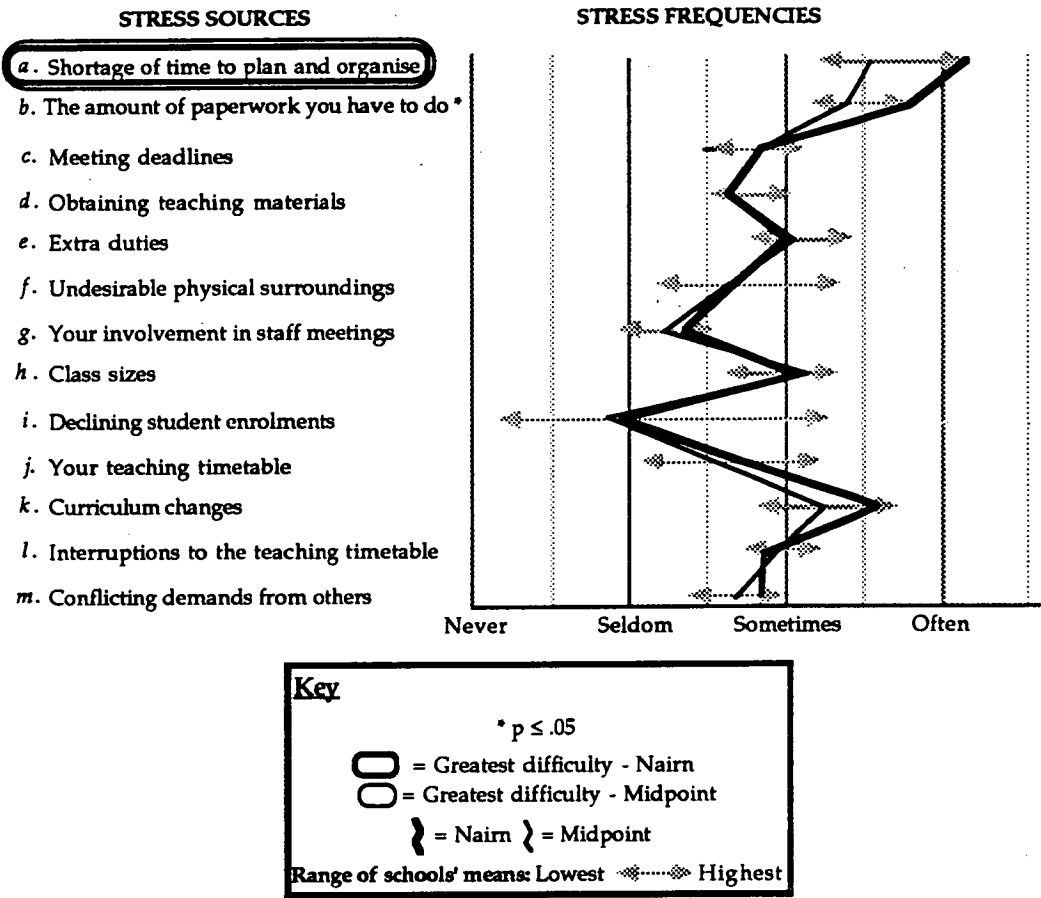 STRESS SOURCES
STRESS FREQUENCIES
a. Shortage of time to plan and organise
b. The amount of paperwork you have to do *
c. Meeting deadlines
d. Obtaining teaching materials
e. Extra duties
f. Undesirable physical surroundings
g. Your involvement in staff meetings
h. Class sizes
i. Declining student enrolments
j. Your teaching timetable
k. Curriculum changes
l. Interruptions to the teaching timetable
m. Conflicting demands from others
Never Seldom Sometimes Often
Key
* p ≤ .05
= Greatest difficulty - Nairn
= Greatest difficulty - Midpoint
= Nairn = Midpoint
Range of schools' means: Lowest Highest